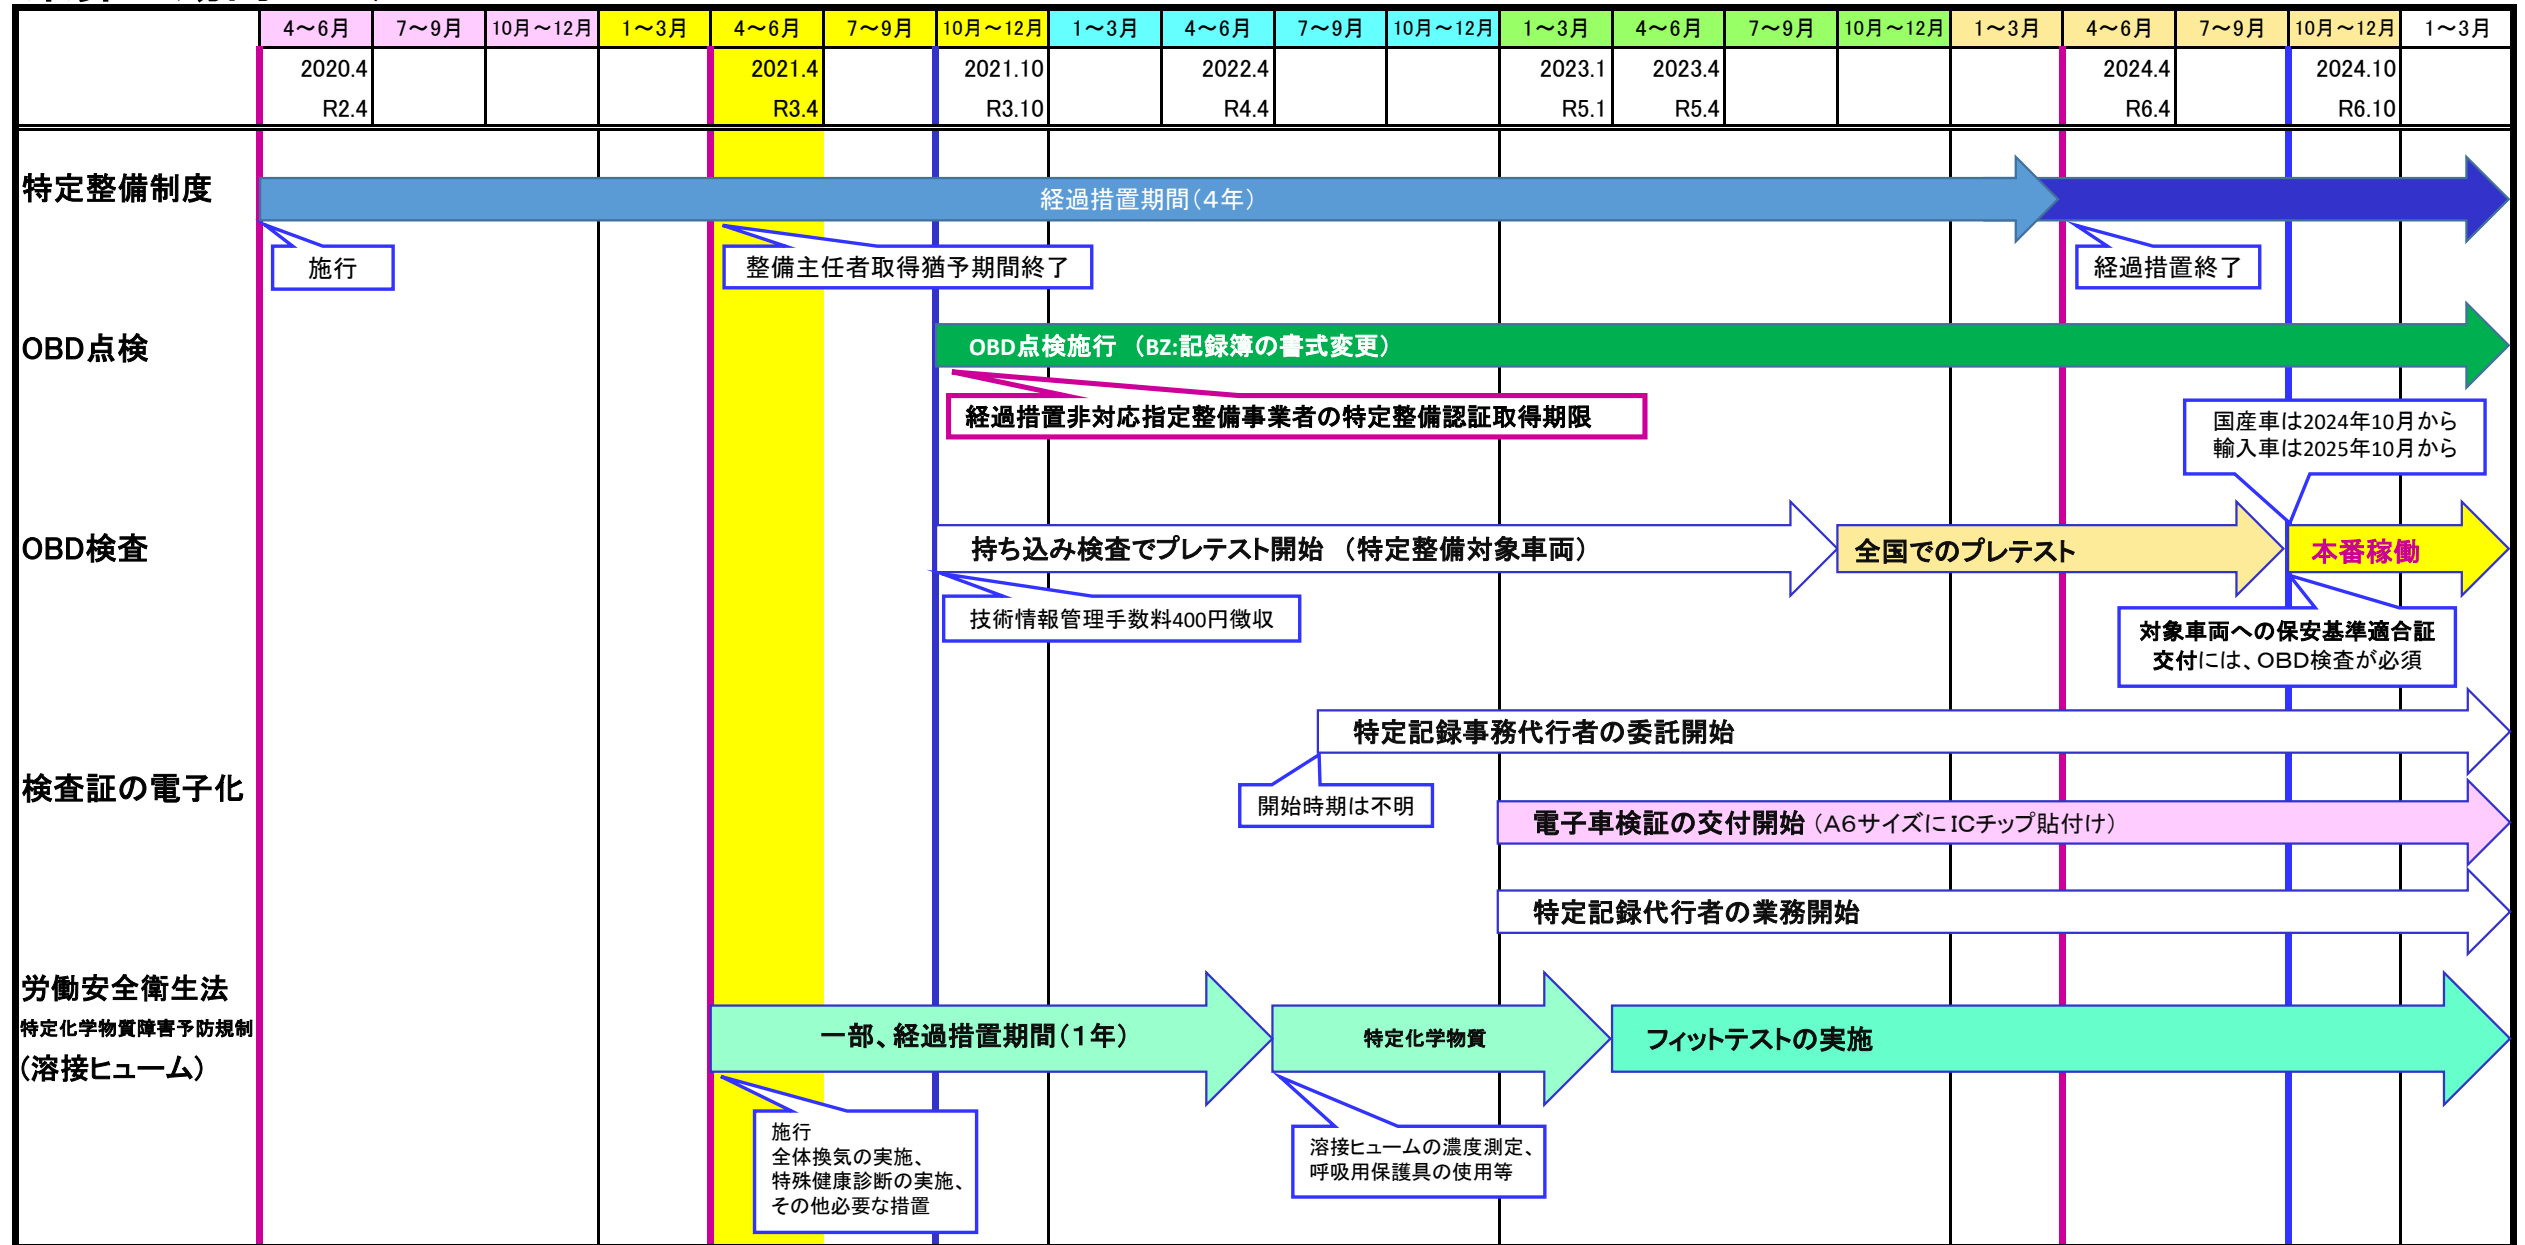 4～6月 7～9月 10月～12月 1～3月 4～6月 7～9月 10月～12月 1～3月 4～6月 7～9月 10月～12月 1～3月 4～6月 7～9月 10月～12月 1～3月 4～6月 7～9月 10月～12月 1～3月
2020.4 2021.4 2021.10 2022.4 2023.1 2023.4 2024.4 2024.10
R2.4 R3.4 R3.10 R4.4 R5.1 R5.4 R6.4 R6.10
特定整備制度
経過措置期間（4年）
施行
整備主任者取得猶予期間終了
経過措置終了
OBD点検
OBD点検施行 （BZ:記録簿の書式変更）
経過措置非対応指定整備事業者の特定整備認証取得期限
国産車は2024年10月から
輸入車は2025年10月から
OBD検査
持ち込み検査でプレテスト開始 （特定整備対象車両）
全国でのプレテスト
本番稼働
技術情報管理手数料400円徴収
対象車両への保安基準適合証
交付には、OBD検査が必須
検査証の電子化
特定記録事務代行者の委託開始
開始時期は不明
電子車検証の交付開始（A6サイズにICチップ貼付け）
特定記録代行者の業務開始
労働安全衛生法
特定化学物質障害予防規制
（溶接ヒューム）
一部、経過措置期間（1年）
特定化学物質
フィットテストの実施
施行
全体換気の実施、
特殊健康診断の実施、
その他必要な措置
溶接ヒュームの濃度測定、
呼吸用保護具の使用等